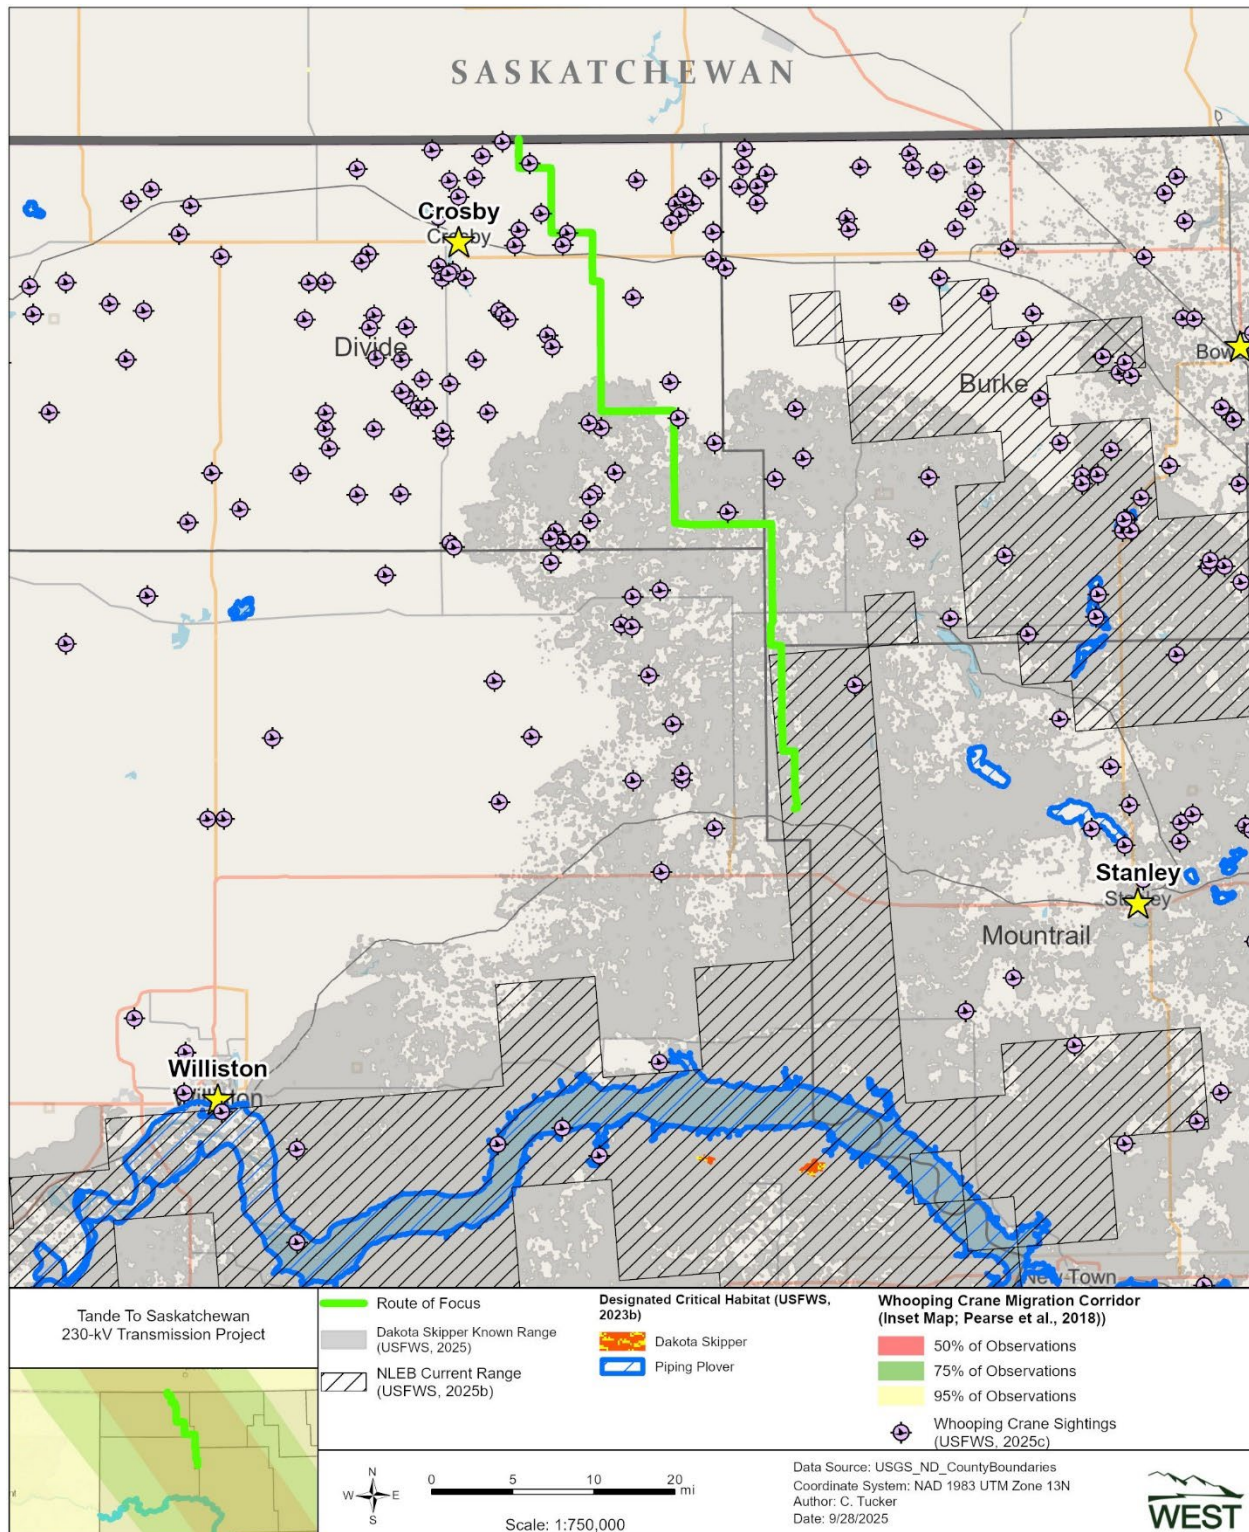 SASKATCHEWAN
Crosby
Crosby
Divide
Burke
Bow
Stanley
Stanley
Mountrail
Williston
Williston
New Town
Tande To Saskatchewan
230-kV Transmission Project
Route of Focus
Dakota Skipper Known Range
(USFWS, 2025)
NLEB Current Range
(USFWS, 2025b)
Designated Critical Habitat (USFWS,
2023b)
Dakota Skipper
Piping Plover
Whooping Crane Migration Corridor
(Inset Map; Pearse et al., 2018))
50% of Observations
75% of Observations
95% of Observations
Whooping Crane Sightings
(USFWS, 2025c)
N
W E
S
0 5 10 20
mi
Scale: 1:750,000
Data Source: USGS_ND_CountyBoundaries
Coordinate System: NAD 1983 UTM Zone 13N
Author: C. Tucker
Date: 9/28/2025
WEST